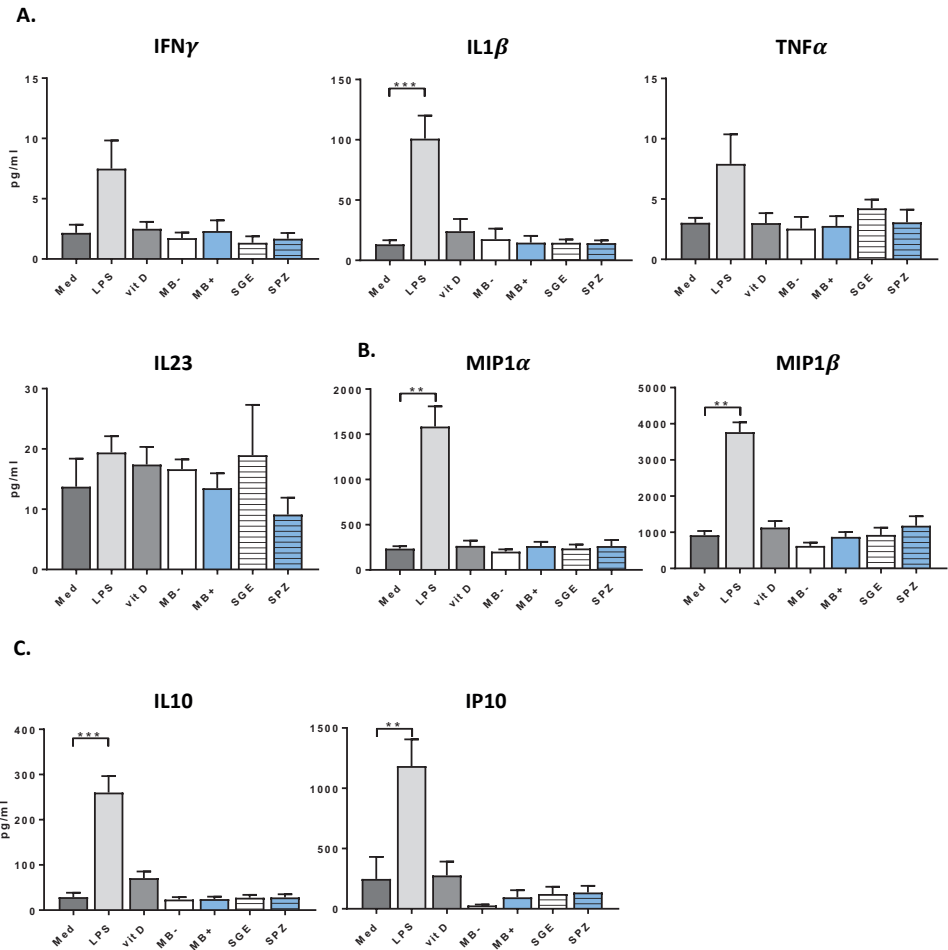 A.
IFNγ
15
10
5
0
pg/ml
Med LPS vit D MB- MB+ SGE SPZ
IL1β
***
150
100
50
0
Med LPS vit D MB- MB+ SGE SPZ
TNFα
15
10
5
0
Med LPS vit D MB- MB+ SGE SPZ
IL23
30
20
10
0
pg/ml
Med LPS vit D MB- MB+ SGE SPZ
B.
MIP1α
**
2000
1500
1000
500
0
Med LPS vit D MB- MB+ SGE SPZ
MIP1β
**
5000
4000
3000
2000
1000
0
Med LPS vit D MB- MB+ SGE SPZ
C.
IL10
***
400
300
100
0
pg/ml
Med LPS vit D MB- MB+ SGE SPZ
IP10
**
1500
1000
500
0
Med LPS vit D MB- MB+ SGE SPZ